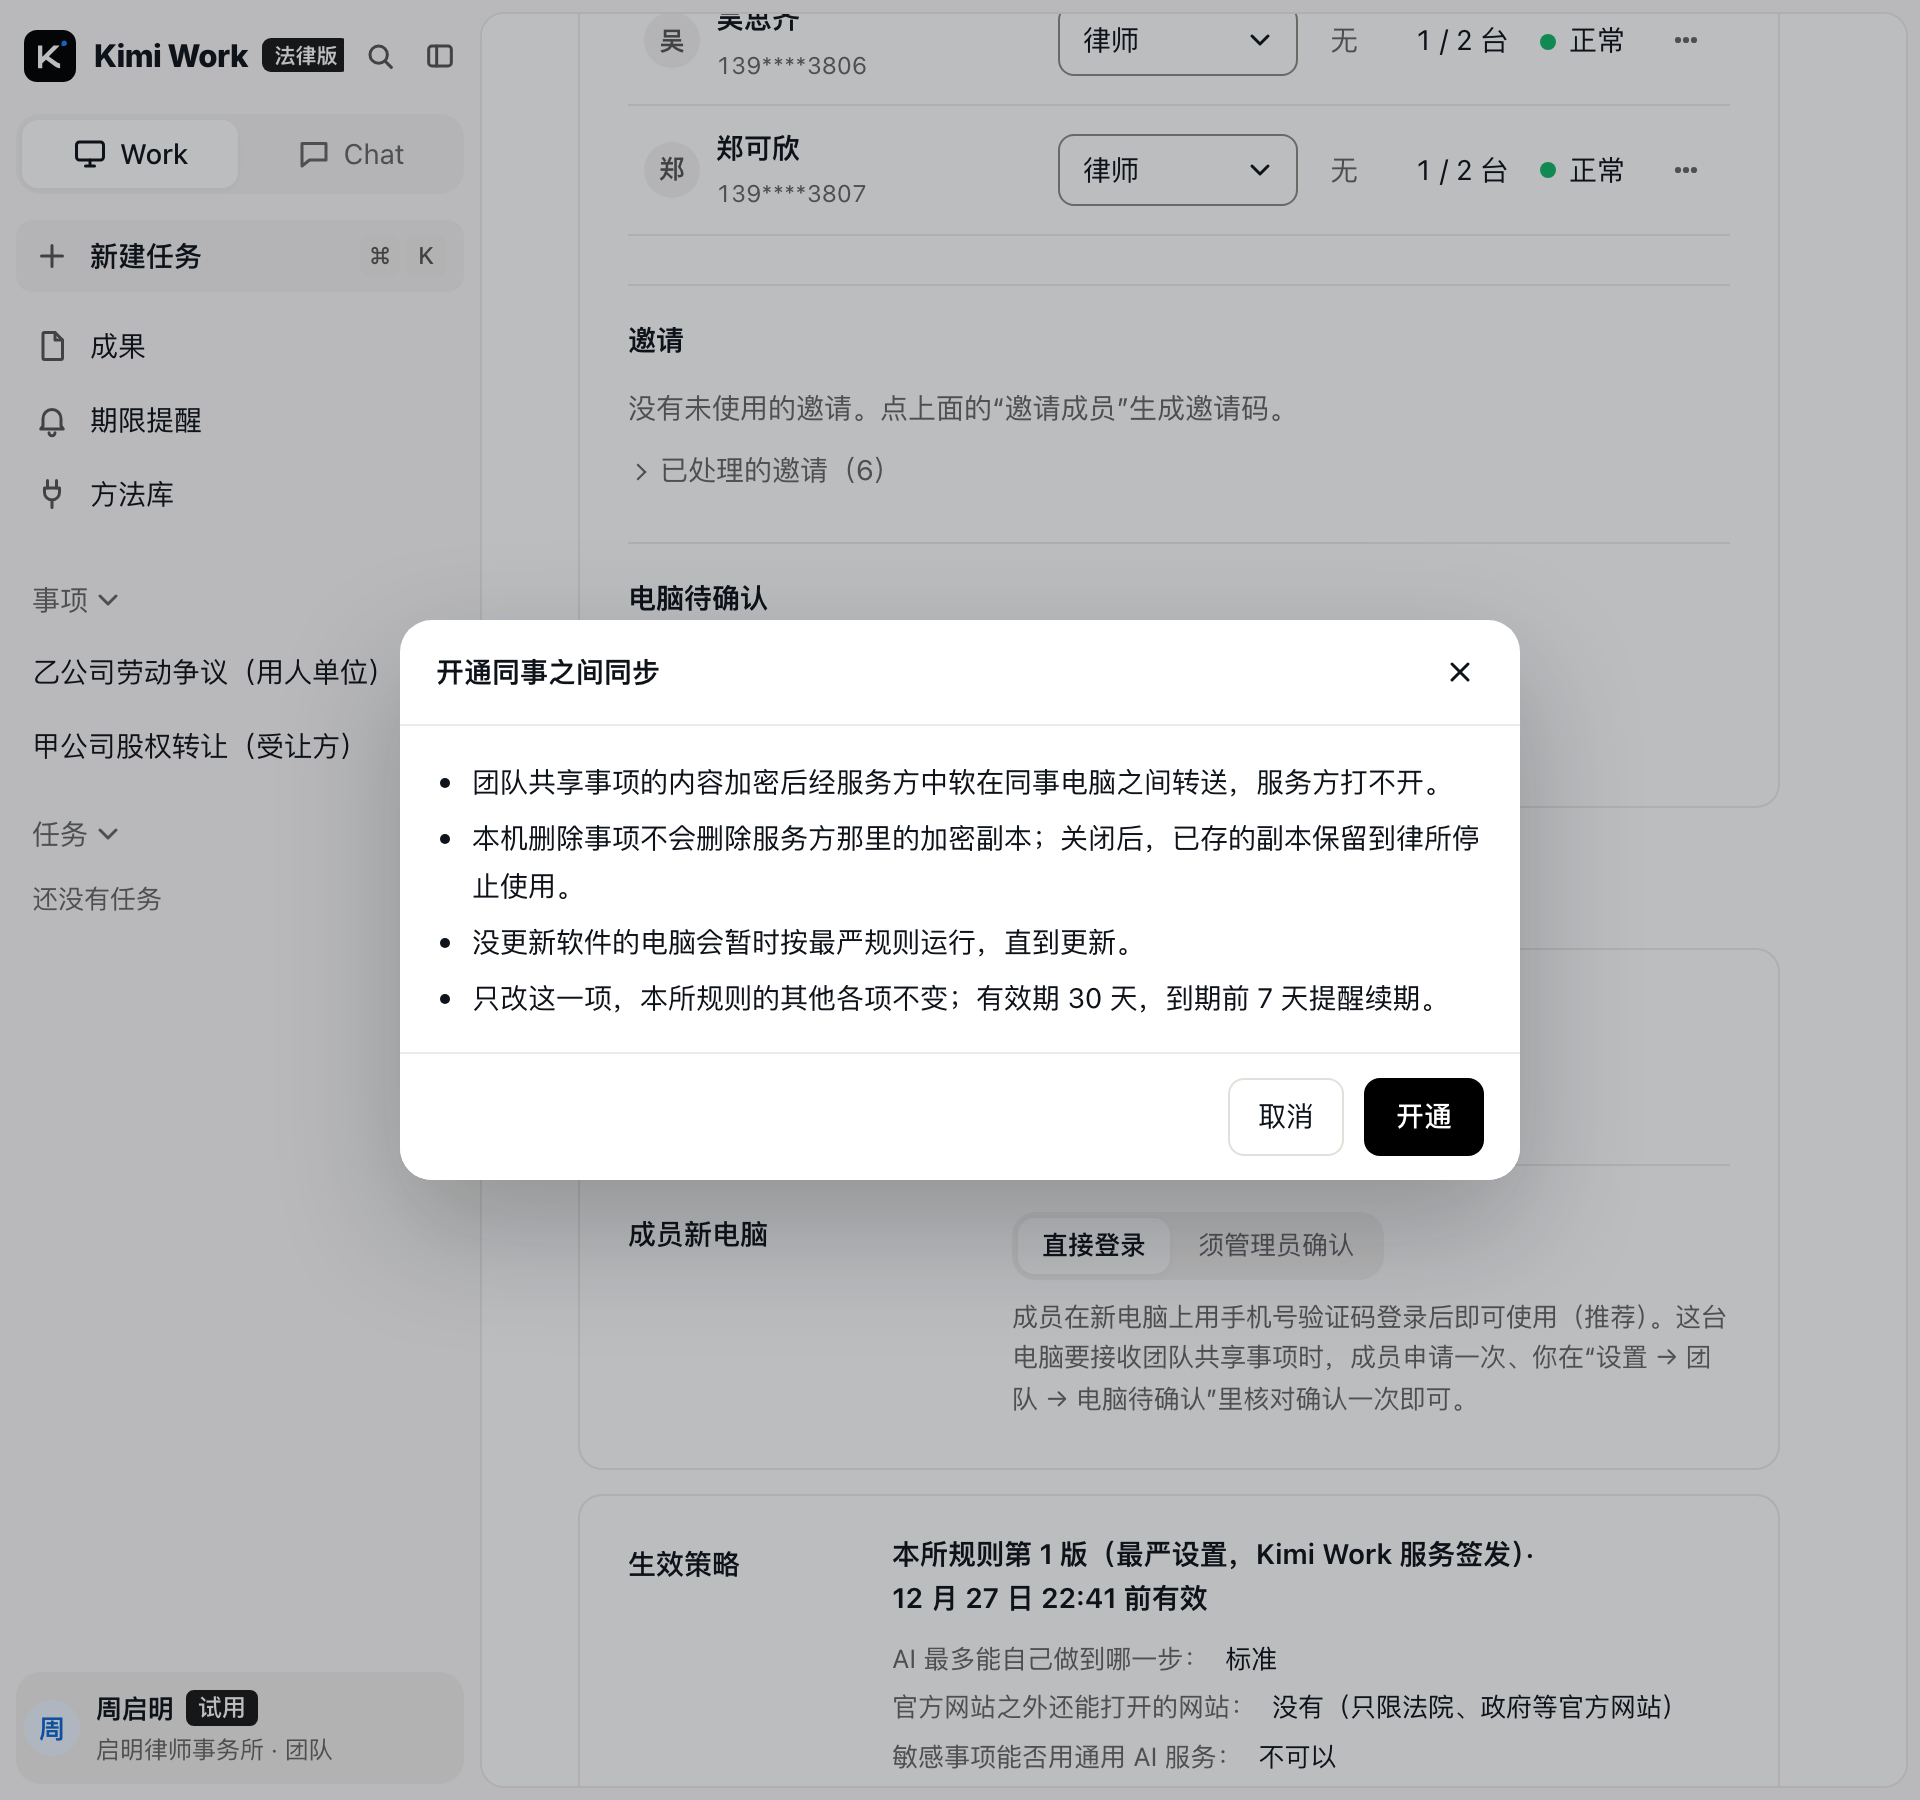 Kimi Work 法律版
Work
Chat
新建任务 ⌘ K
成果
期限提醒
方法库
事项
乙公司劳动争议（用人单位）
甲公司股权转让（受让方）
任务
还没有任务
周 周启明 试用
启明律师事务所 · 团队
吴 律师 无 1 / 2 台 正常
139****3806
郑 郑可欣 律师 无 1 / 2 台 正常
139****3807
邀请
没有未使用的邀请。点上面的“邀请成员”生成邀请码。
已处理的邀请（6）
电脑待确认
开通同事之间同步
团队共享事项的内容加密后经服务方中软在同事电脑之间转送，服务方打不开。
本机删除事项不会删除服务方那里的加密副本；关闭后，已存的副本保留到律所停
止使用。
没更新软件的电脑会暂时按最严规则运行，直到更新。
只改这一项，本所规则的其他各项不变；有效期 30 天，到期前 7 天提醒续期。
取消
开通
成员新电脑
直接登录
须管理员确认
成员在新电脑上用手机号验证码登录后即可使用（推荐）。这台
电脑要接收团队共享事项时，成员申请一次、你在“设置 → 团
队 → 电脑待确认”里核对确认一次即可。
生效策略
本所规则第 1 版（最严设置，Kimi Work 服务签发）·
12 月 27 日 22:41 前有效
AI 最多能自己做到哪一步： 标准
官方网站之外还能打开的网站： 没有（只限法院、政府等官方网站）
敏感事项能否用通用 AI 服务： 不可以